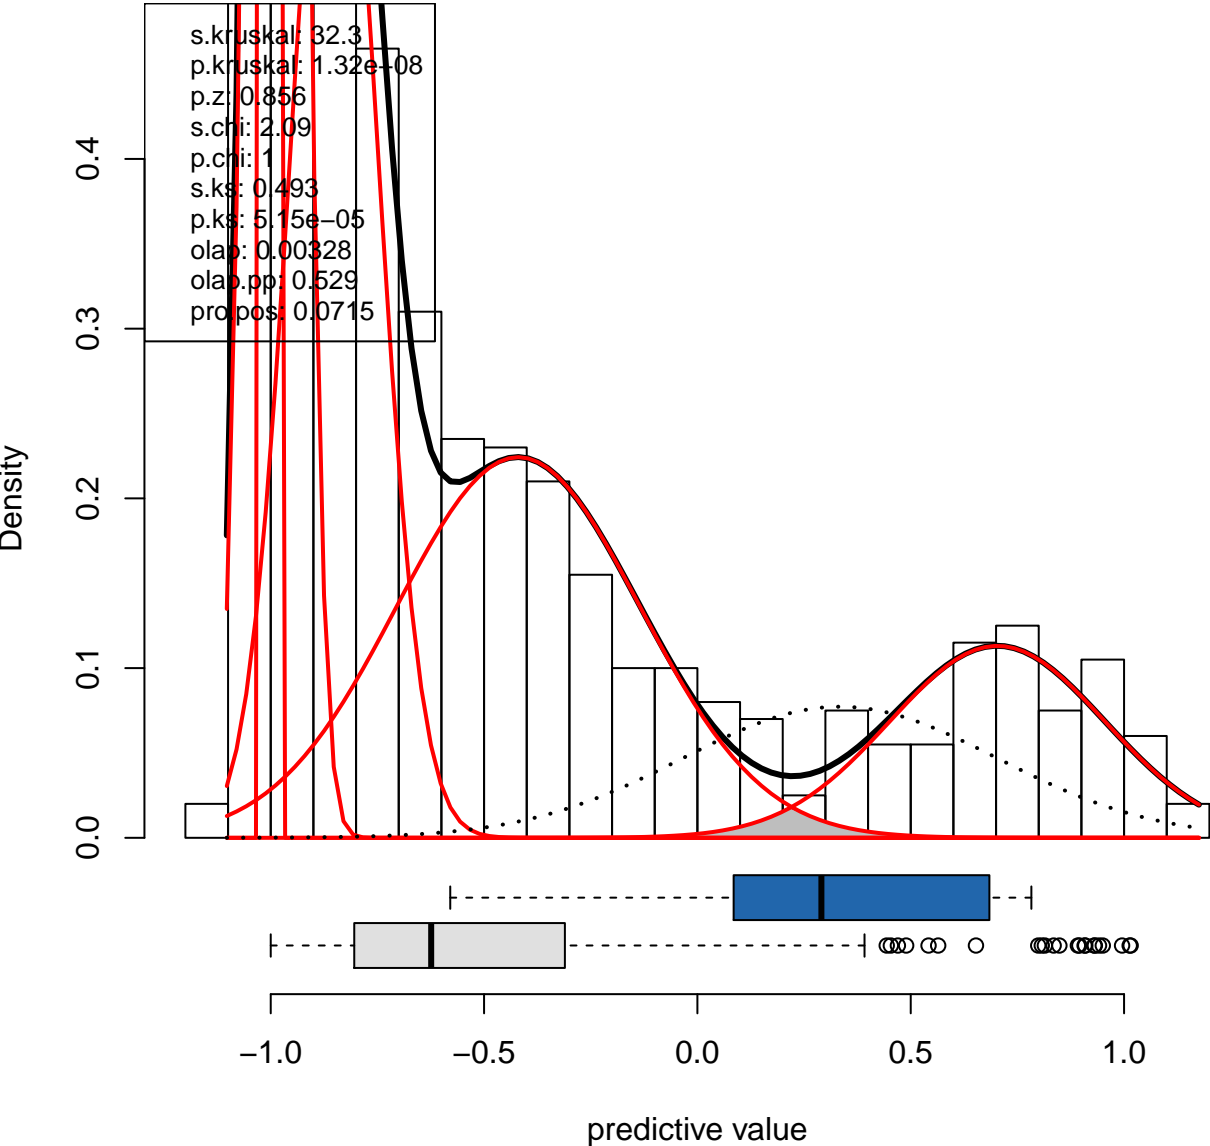 s.kruskal: 32.3
p.kruskal: 1.32e−08
p.z: 0.856
s.chi: 2.09
p.chi: 1
s.ks: 0.493
p.ks: 5.15e−05
olap: 0.00328
olap.pp: 0.529
pro.pos: 0.0715
Density
0.4
0.3
0.2
0.1
0.0
−1.0 −0.5 0.0 0.5 1.0
predictive value